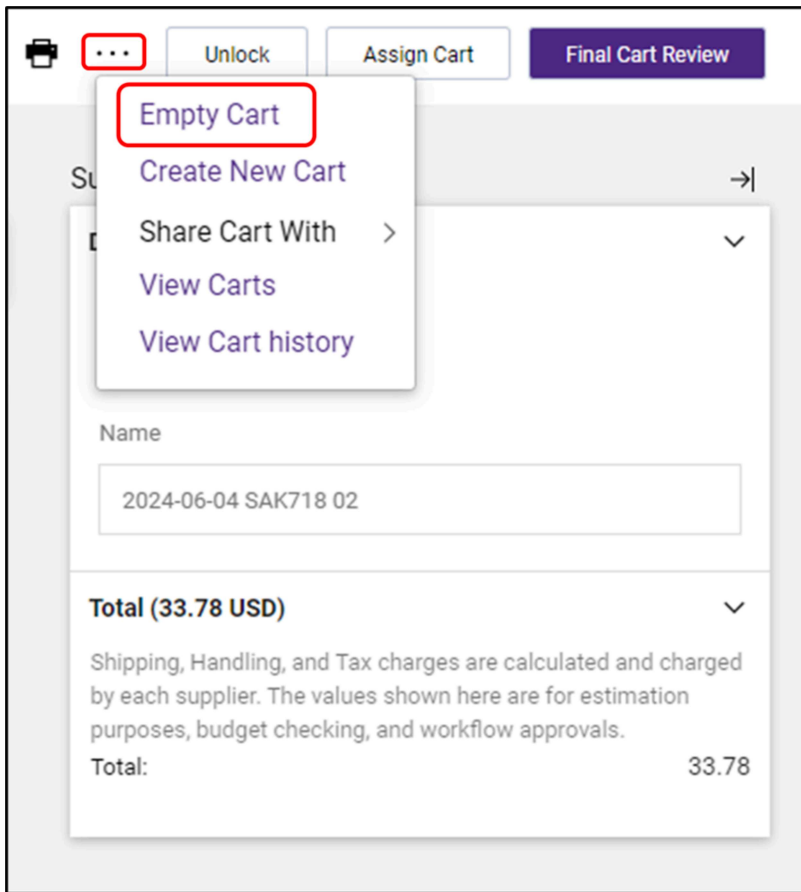 ... Unlock Assign Cart Final Cart Review
Empty Cart
Create New Cart
Share Cart With
View Carts
View Cart history
Name
2024-06-04 SAK718 02
Total (33.78 USD)
Shipping, Handling, and Tax charges are calculated and charged
by each supplier. The values shown here are for estimation
purposes, budget checking, and workflow approvals.
Total: 33.78